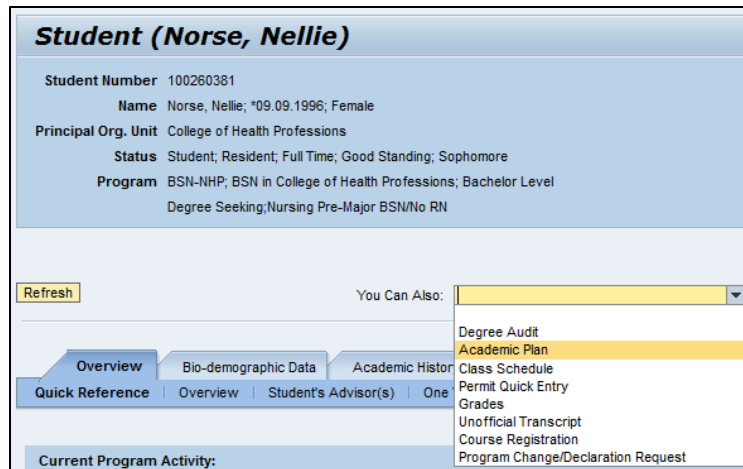 Student (Norse, Nellie)
Student Number 100260381
Name Norse, Nellie; *09.09.1996; Female
Principal Org. Unit College of Health Professions
Status Student; Resident; Full Time; Good Standing; Sophomore
Program BSN-NHP; BSN in College of Health Professions; Bachelor Level
Degree Seeking;Nursing Pre-Major BSN/No RN
Refresh
You Can Also:
Degree Audit
Academic Plan
Class Schedule
Permit Quick Entry
Grades
Unofficial Transcript
Course Registration
Program Change/Declaration Request
Overview Bio-demographic Data Academic Histor
Quick Reference Overview Student's Advisor(s) One
Current Program Activity: